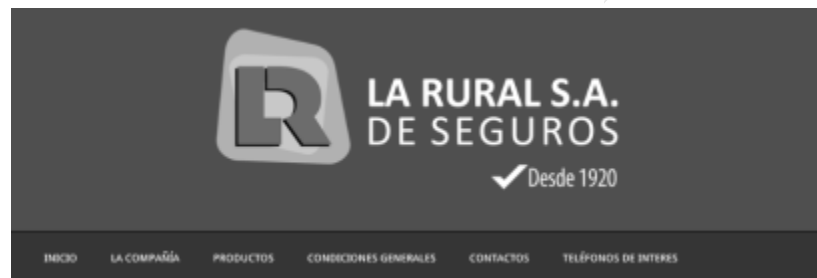 LA RURAL S.A.
DE SEGUROS
Desde 1920
INICIO LA COMPAÑÍA PRODUCTOS CONDICIONES GENERALES CONTACTOS TELÉFONOS DE INTERES